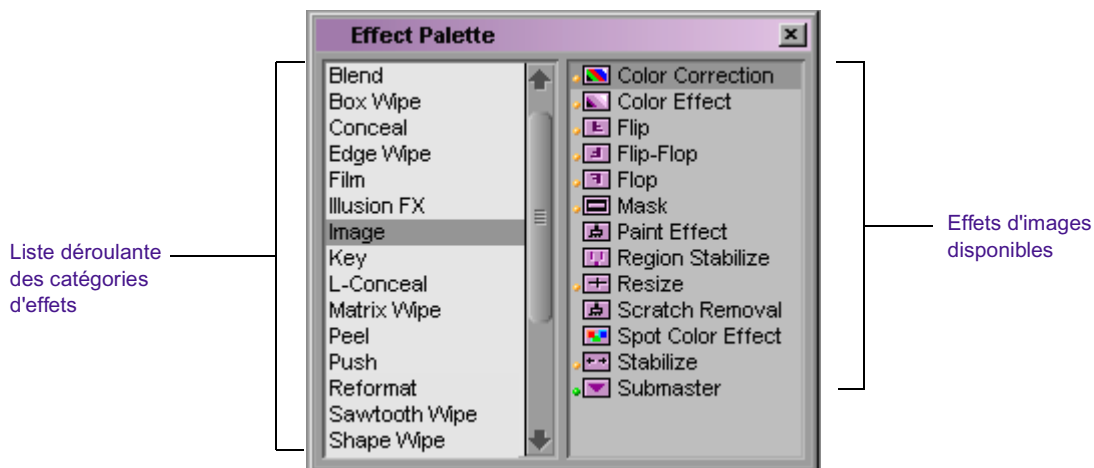 Effect Palette
Blend
Box Wipe
Conceal
Edge Wipe
Film
Illusion FX
Image
Key
L-Conceal
Matrix Wipe
Peel
Push
Reformat
Sawtooth Wipe
Shape Wipe
Color Correction
Color Effect
Flip
Flip-Flop
Flop
Mask
Paint Effect
Region Stabilize
Resize
Scratch Removal
Spot Color Effect
Stabilize
Submaster
Liste déroulante
des catégories
d'effets
Effets d'images
disponibles